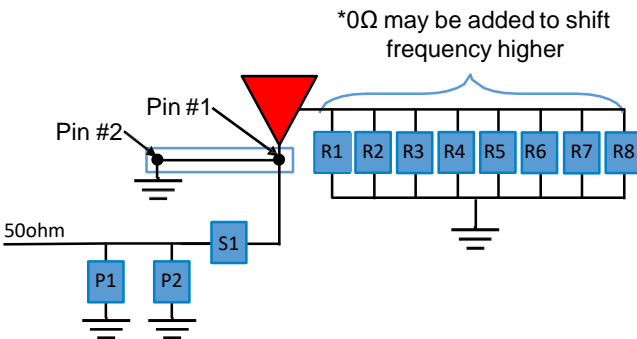 *0Ω may be added to shift
frequency higher
Pin #1
Pin #2
R1 R2 R3 R4 R5 R6 R7 R8
50ohm
S1
P1 P2